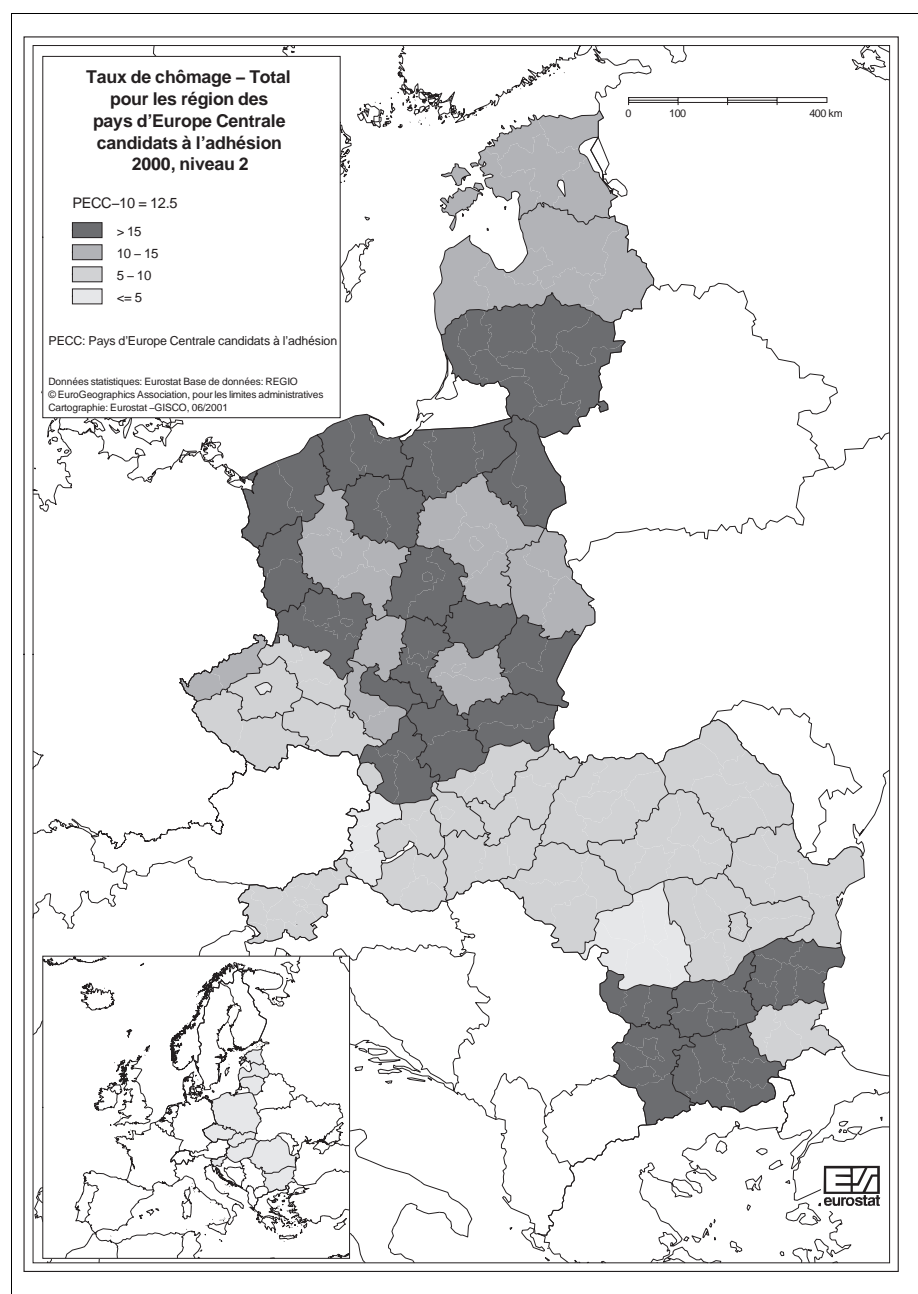 Taux de chômage – Total
pour les région des
pays d’Europe Centrale
candidats à l’adhésion
2000, niveau 2
PECC–10 = 12.5
> 15
10 – 15
5 – 10
<= 5
PECC: Pays d’Europe Centrale candidats à l’adhésion
Données statistiques: Eurostat Base de données: REGIO
© EuroGeographics Association, pour les limites administratives
Cartographie: Eurostat –GISCO, 06/2001
0 100 400 km
eurostat